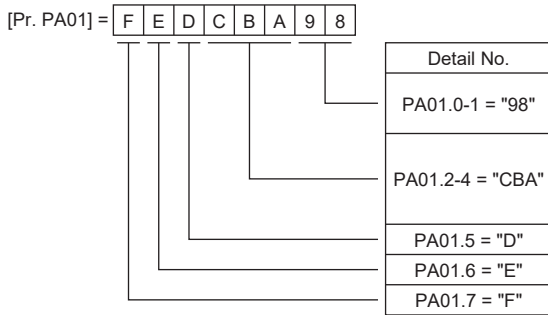 [Pr. PA01] = F E D C B A 9 8
Detail No.
PA01.0-1 = "98"
PA01.2-4 = "CBA"
PA01.5 = "D"
PA01.6 = "E"
PA01.7 = "F"